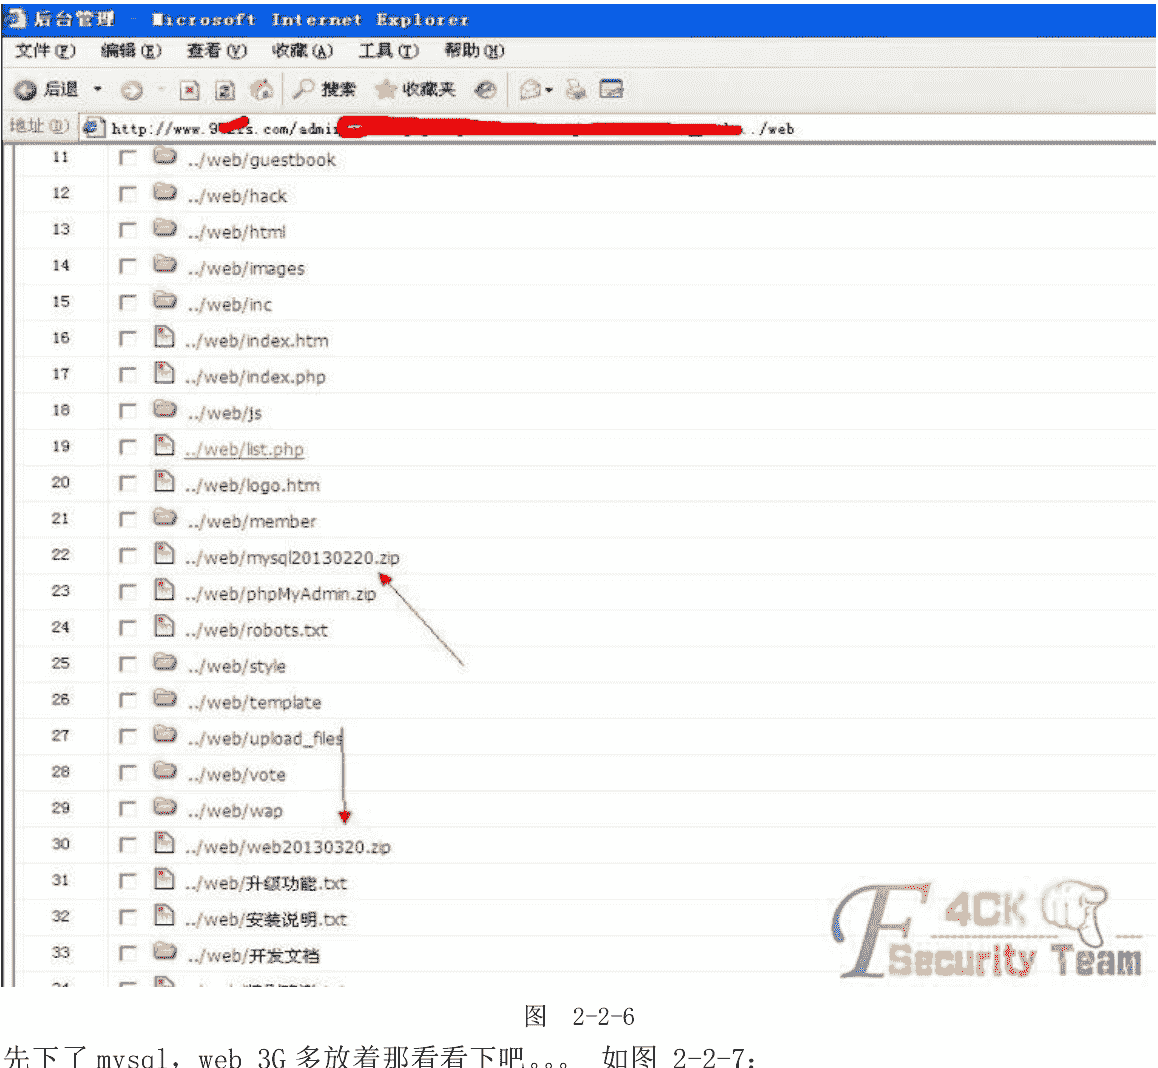 后台管理 - Microsoft Internet Explorer
文件(F) 编辑(E) 查看(V) 收藏(A) 工具(T) 帮助(H)
后退 搜索 收藏夹
地址(D) http://www.9 .com/admin ../web
11 ../web/guestbook
12 ../web/hack
13 ../web/html
14 ../web/images
15 ../web/inc
16 ../web/index.htm
17 ../web/index.php
18 ../web/js
19 ../web/list.php
20 ../web/logo.htm
21 ../web/member
22 ../web/mysql20130220.zip
23 ../web/phpMyAdmin.zip
24 ../web/robots.txt
25 ../web/style
26 ../web/template
27 ../web/upload_files
28 ../web/vote
29 ../web/wap
30 ../web/web20130320.zip
31 ../web/升级功能.txt
32 ../web/安装说明.txt
33 ../web/开发文档
F4CK
Security Team
图 2-2-6
先下了mysql，web 3G多放着那看看下吧。。。 如图 2-2-7：